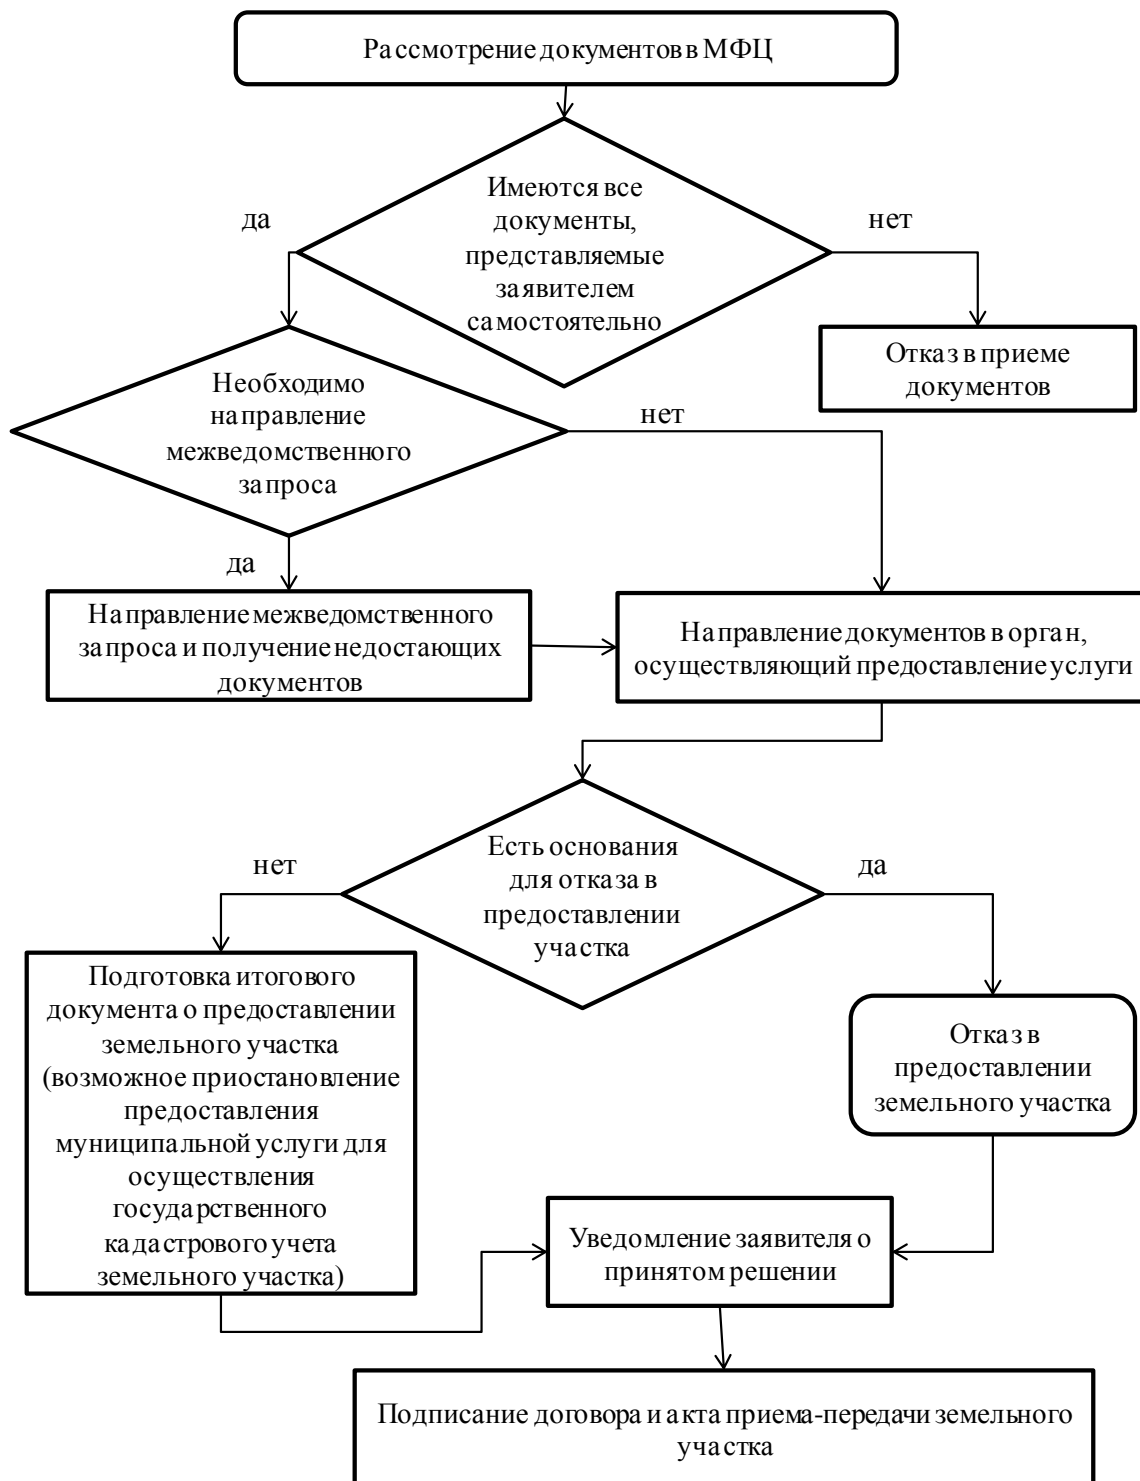 Рассмотрение документов в МФЦ
Имеются все
документы,
представляемые
заявителем
самостоятельно
да
нет
Отказ в приеме
документов
Необходимо
направление
межведомственного
запроса
нет
да
Направление межведомственного
запроса и получение недостающих
документов
Направление документов в орган,
осуществляющий предоставление услуги
Есть основания
для отказа в
предоставлении
участка
нет
да
Подготовка итогового
документа о предоставлении
земельного участка
(возможное приостановление
предоставления
муниципальной услуги для
осуществления
государственного
кадастрового учета
земельного участка)
Отказ в
предоставлении
земельного участка
Уведомление заявителя о
принятом решении
Подписание договора и акта приема-передачи земельного
участка